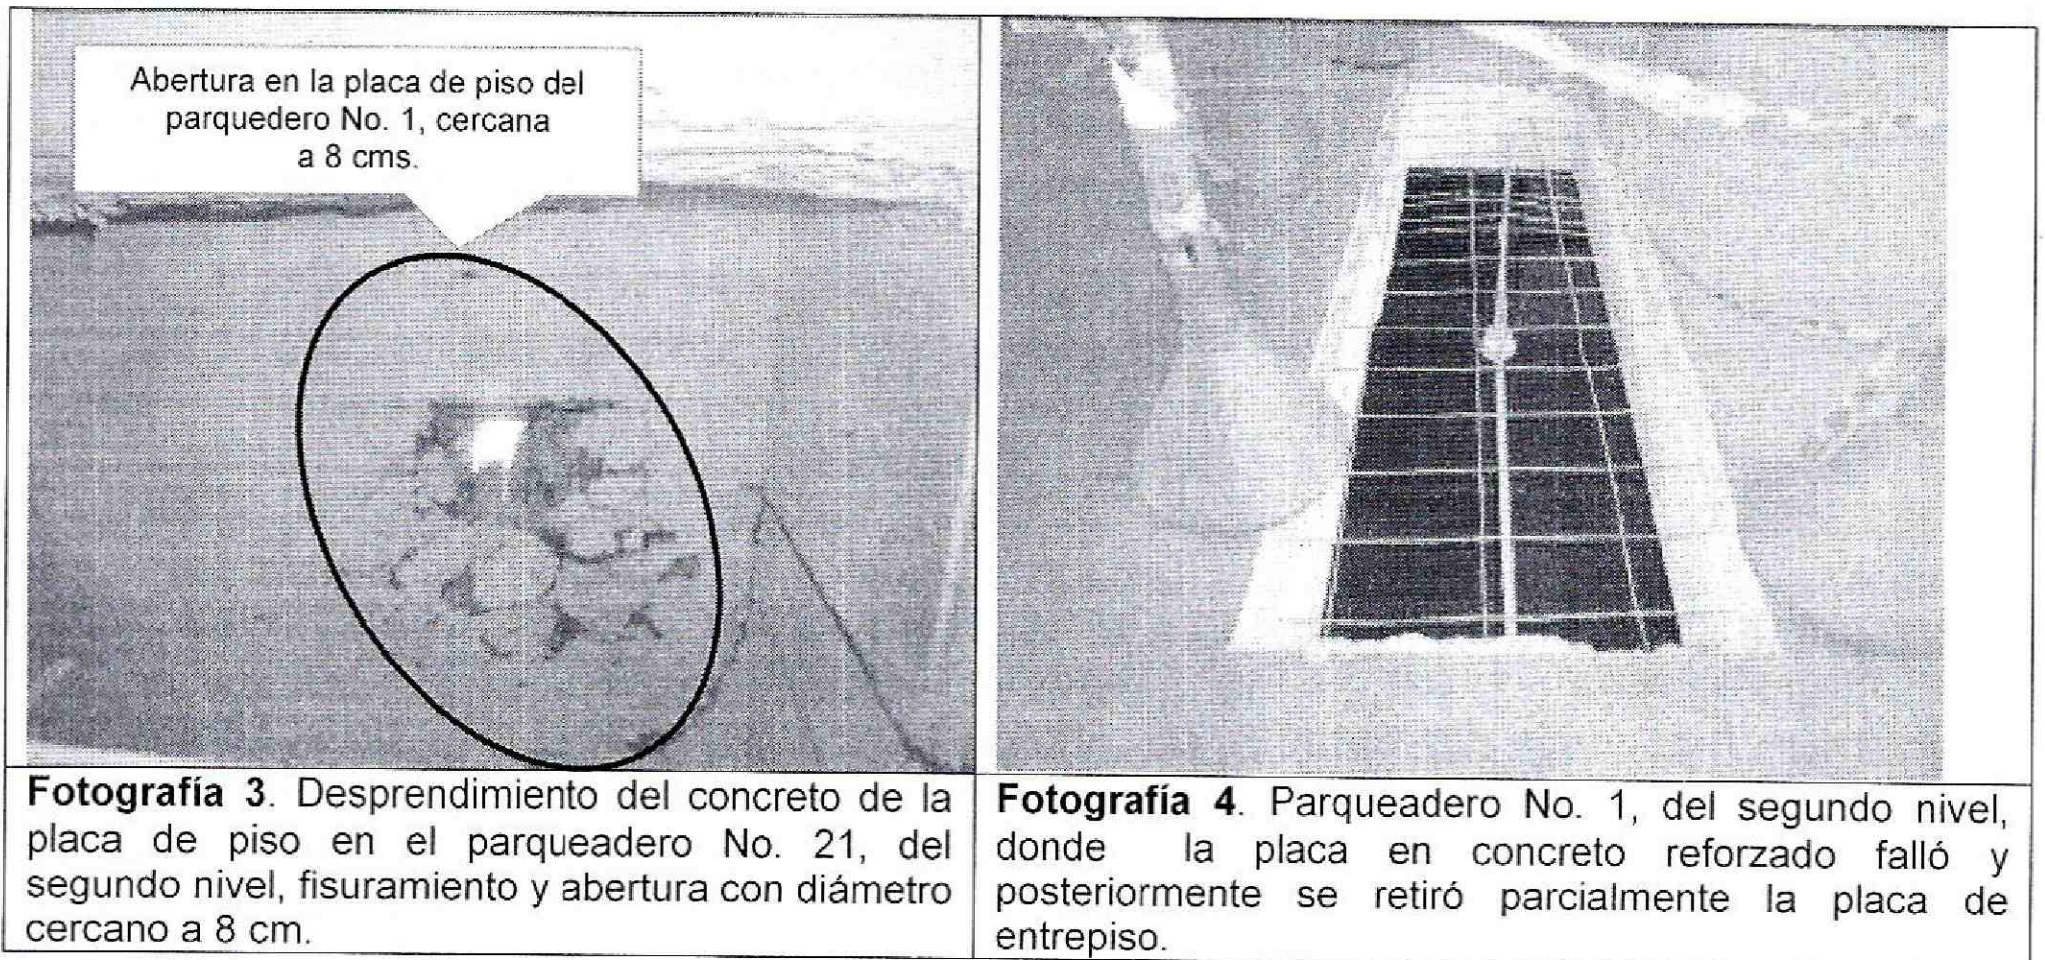 Abertura en la placa de piso del
parquedero No. 1, cercana
a 8 cms.
Fotografía 3. Desprendimiento del concreto de la
placa de piso en el parqueadero No. 21, del
segundo nivel, fisuramiento y abertura con diámetro
cercano a 8 cm.
Fotografía 4. Parqueadero No. 1, del segundo nivel,
donde la placa en concreto reforzado falló y
posteriormente se retiró parcialmente la placa de
entrepiso.